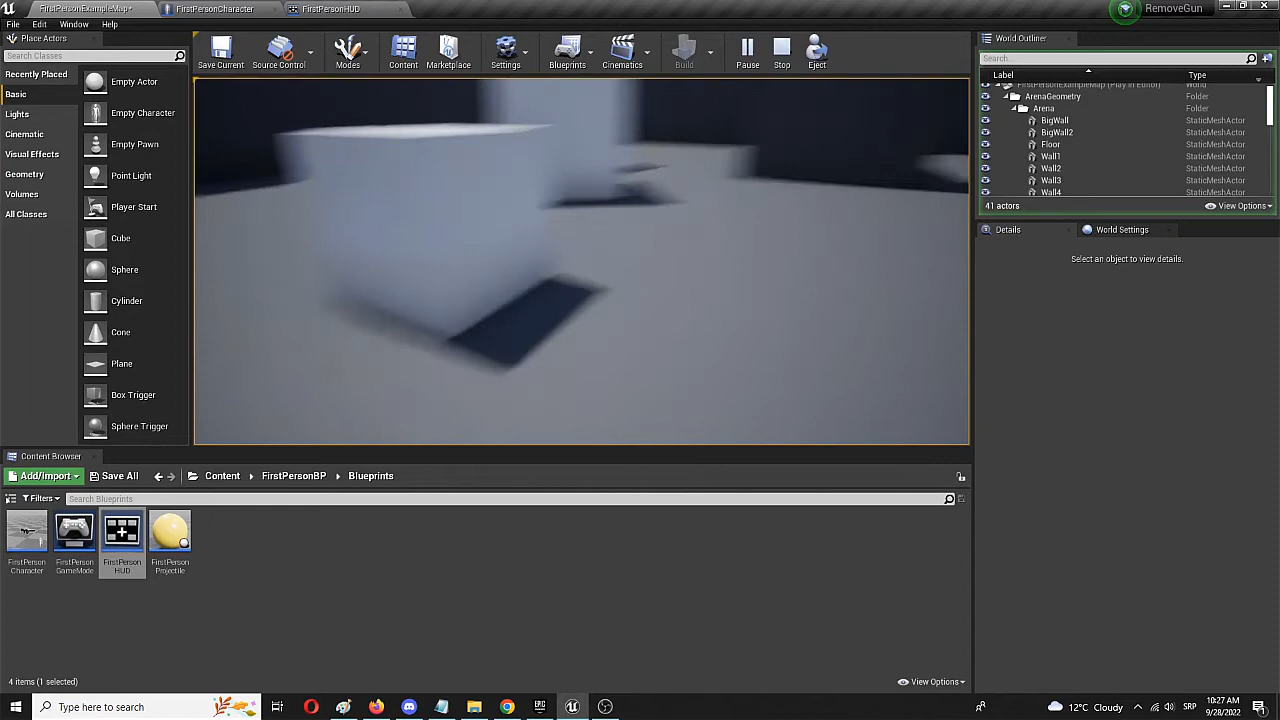 FirstPersonExampleMap*
FirstPersonCharacter
FirstPersonHUD
RemoveGun
File
Edit
Window
Help
Place Actors
Search Classes
Recently Placed
Basic
Lights
Cinematic
Visual Effects
Geometry
Volumes
All Classes
Empty Actor
Empty Character
Empty Pawn
Point Light
Player Start
Cube
Sphere
Cylinder
Cone
Plane
Box Trigger
Sphere Trigger
Save Current
Source Control
Modes
Content
Marketplace
Settings
Blueprints
Cinematics
Build
Pause
Stop
Eject
World Outliner
Search...
Label
Type
FirstPersonExampleMap (Play In Editor)
World
ArenaGeometry
Folder
Arena
Folder
BigWall
StaticMeshActor
BigWall2
StaticMeshActor
Floor
StaticMeshActor
Wall1
StaticMeshActor
Wall2
StaticMeshActor
Wall3
StaticMeshActor
Wall4
StaticMeshActor
41 actors
View Options
Details
World Settings
Select an object to view details.
Content Browser
Add/Import
Save All
Content
FirstPersonBP
Blueprints
Filters
Search Blueprints
FirstPerson
Character
FirstPerson
GameMode
FirstPerson
HUD
FirstPerson
Projectile
4 items (1 selected)
View Options
Type here to search
12°C Cloudy
SRP
10:27 AM
9/28/2022